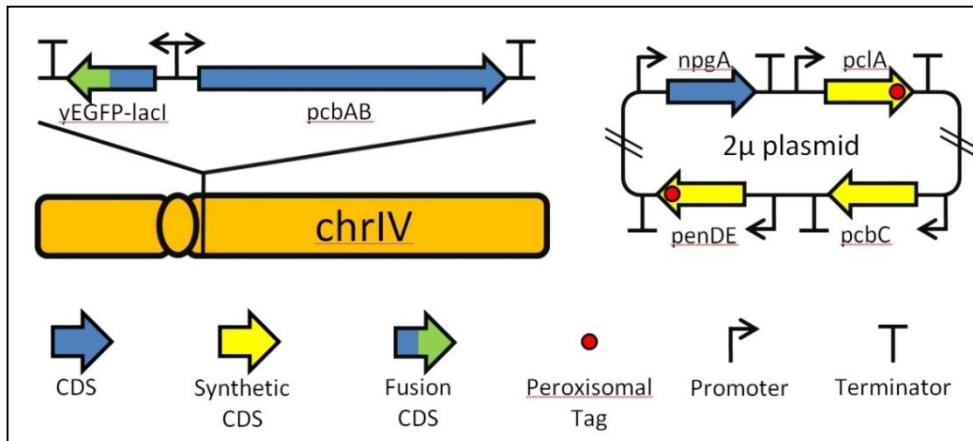 npgA pclA
yEGFP-lacI pcbAB
2µ plasmid
chrIV
penDE pcbC
CDS Synthetic CDS Fusion CDS Peroxisomal Tag Promoter Terminator